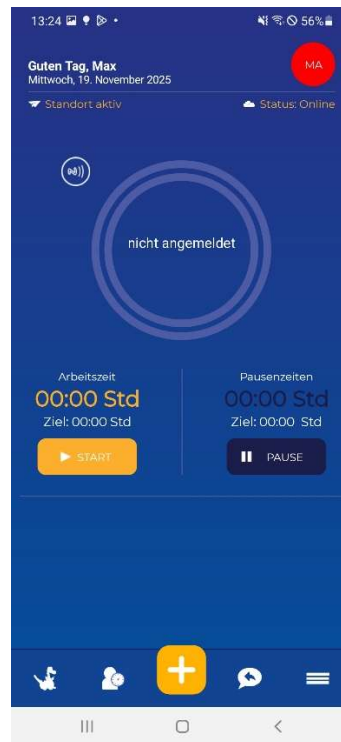 13:24 56%
Guten Tag, Max
MA
Mittwoch, 19. November 2025
Standort aktiv Status: Online
nicht angemeldet
Arbeitszeit Pausenzeiten
00:00 Std 00:00 Std
Ziel: 00:00 Std Ziel: 00:00 Std
START PAUSE